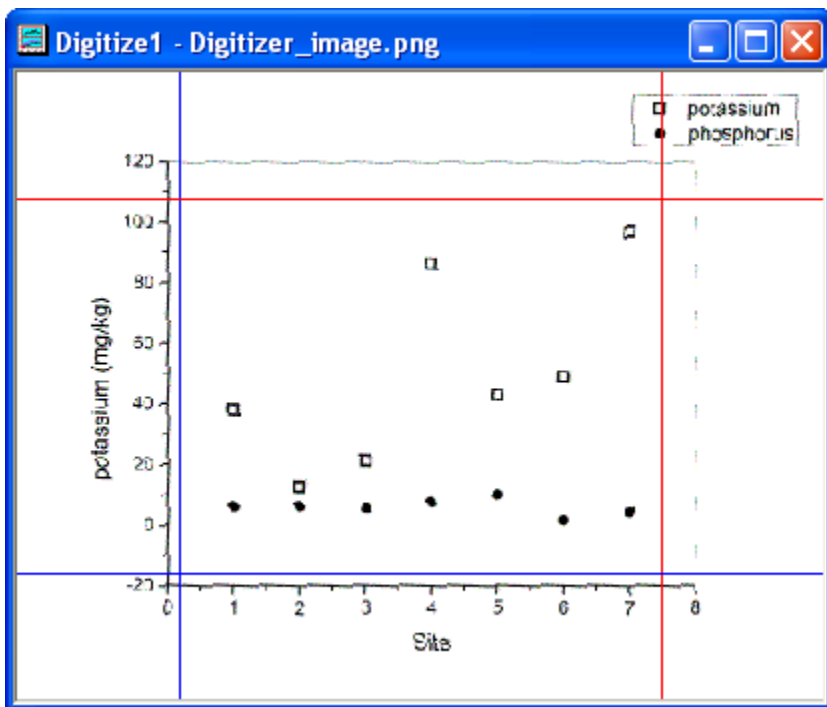 Digitize1 - Digitizer_image.png
potassium
phosphorus
120
100
80
60
40
20
0
-20
potassium (mg/kg)
0 1 2 3 4 5 6 7 8
Site